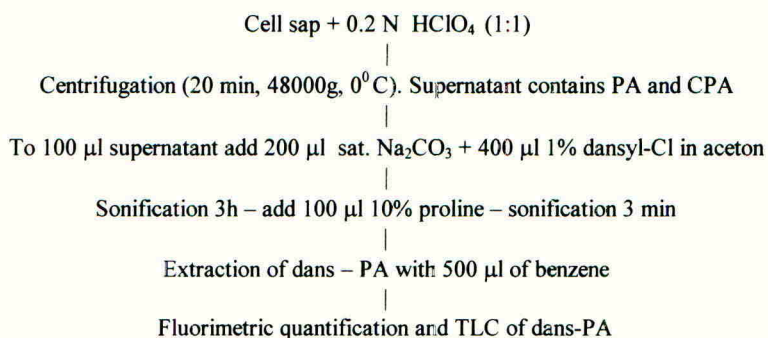 Cell sap + 0.2 N HClO₄ (1:1)
Centrifugation (20 min, 48000g, 0⁰C). Supernatant contains PA and CPA
To 100 μl supernatant add 200 μl sat. Na₂CO₃ + 400 μl 1% dansyl-Cl in aceton
Sonification 3h – add 100 μl 10% proline – sonification 3 min
Extraction of dans – PA with 500 μl of benzene
Fluorimetric quantification and TLC of dans-PA